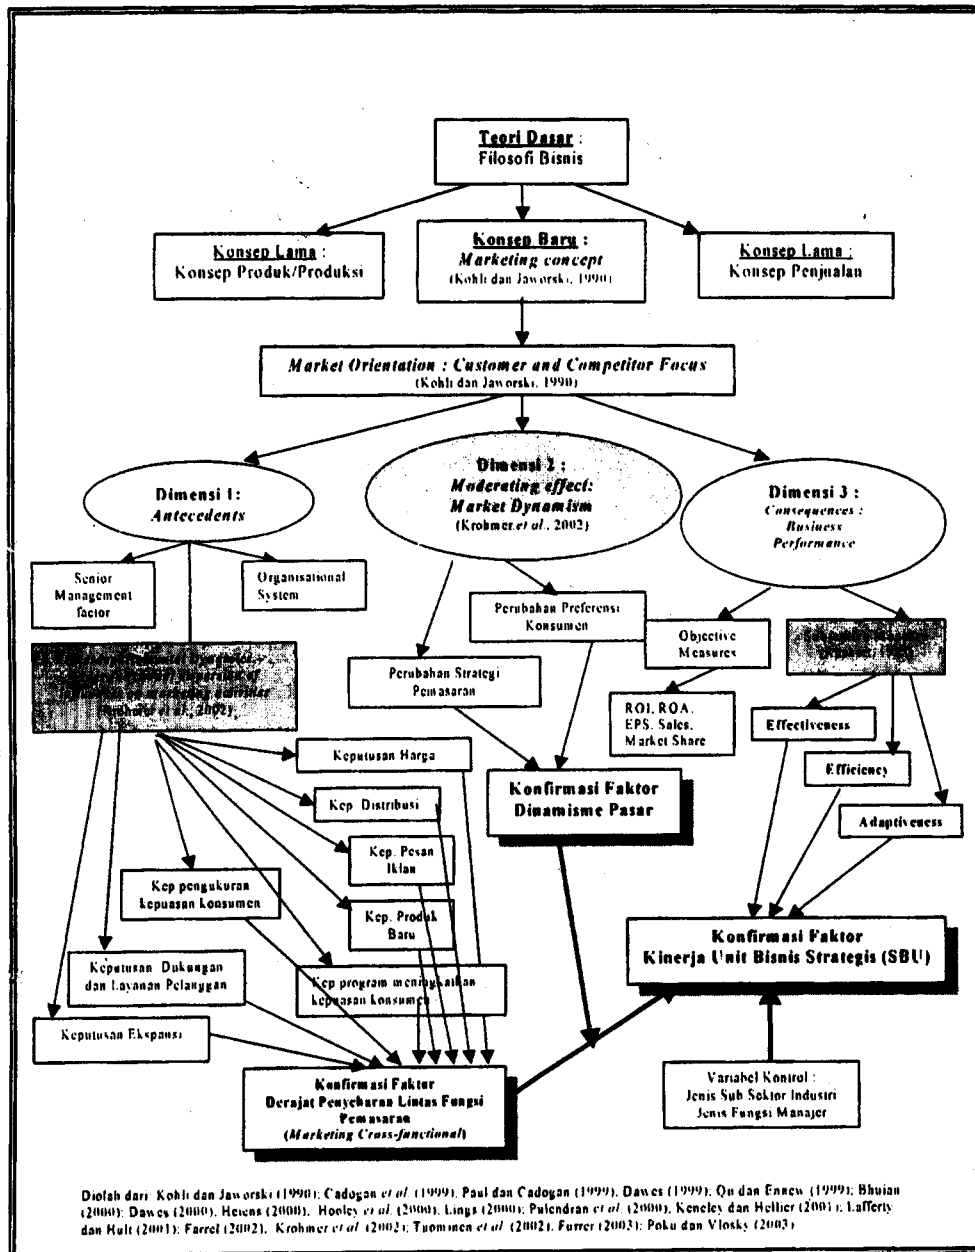 Teori Dasar :
Filosofi Bisnis
Konsep Lama :
Konsep Produk/Produksi
Konsep Baru :
Marketing concept
(Kohli dan Jaworski, 1990)
Konsep Lama :
Konsep Penjualan
Market Orientation : Customer and Competitor Focus
(Kohli dan Jaworski, 1990)
Dimensi 1:
Antecedents
Dimensi 2 :
Moderating effect:
Market Dynamism
(Krohmer et al., 2002)
Dimensi 3 :
Consequences :
Business
Performance
Senior
Management
factor
Organisational
System
Perubahan Preferensi
Konsumen
Objective
Measures
dispersion of
on marketing activities
et al., 2002)
Perubahan Strategi
Pemasaran
ROI, ROA,
EPS, Sales,
Market Share
Effectiveness
Efficiency
Adaptiveness
Keputusan Harga
Kep. Distribusi
Kep. Pesan
Iklan
Kep pengukuran
kepuasan konsumen
Kep. Produk
Baru
Keputusan Dukungan
dan Layanan Pelanggan
Kep program meningkatkan
kepuasan konsumen
Keputusan Ekspansi
Konfirmasi Faktor
Dinamisme Pasar
Konfirmasi Faktor
Kinerja Unit Bisnis Strategis (SBU)
Konfirmasi Faktor
Derajat Penyebaran Lintas Fungsi
Pemasaran
(Marketing Cross-functional)
Variabel Kontrol :
Jenis Sub Sektor Industri
Jenis Fungsi Manajer
Diolah dari: Kohli dan Jaworski (1990); Cadogan et al. (1999), Paul dan Cadogan (1999), Dawes (1999); Qu dan Ennew (1999); Bhuian
(2000); Dawes (2000), Helens (2000), Hooley et al. (2000), Lings (2000); Pulendran et al. (2000), Keneley dan Hellier (2001); Lafferty
dan Hult (2001); Farrel (2002), Krohmer et al. (2002); Tuominen et al. (2002), Furrer (2003); Poku dan Vlosky (2003)